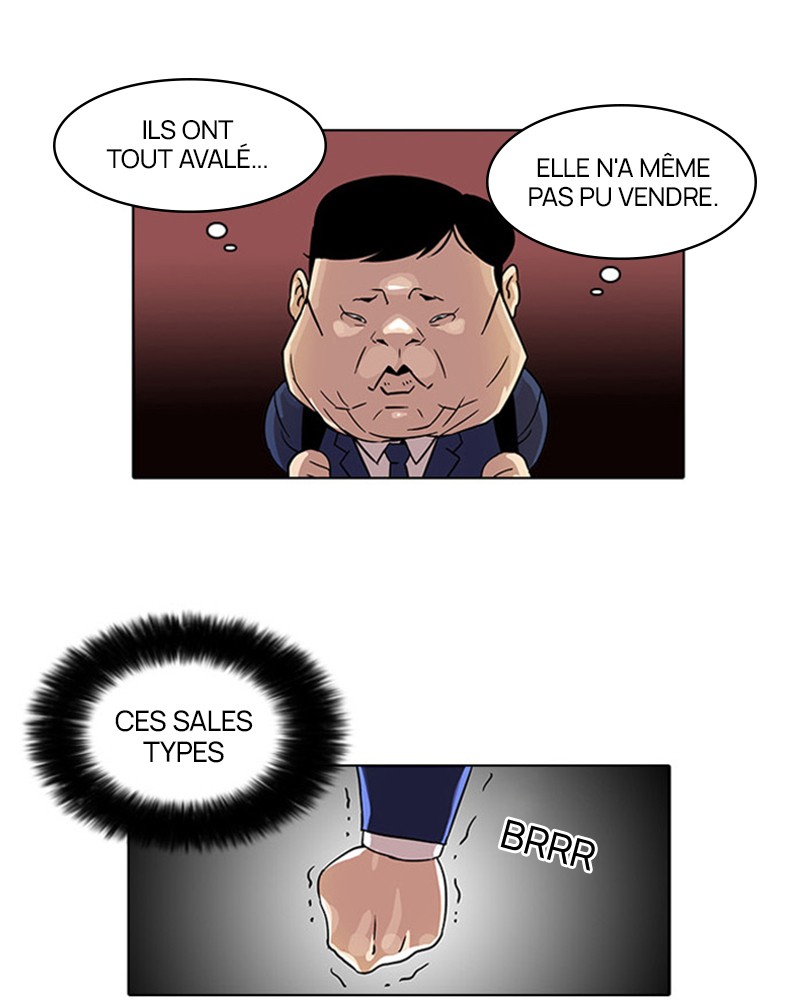 ILS ONT
TOUT AVALÉ...
ELLE N'A MÊME
PAS PU VENDRE.
CES SALES
TYPES
BRRR